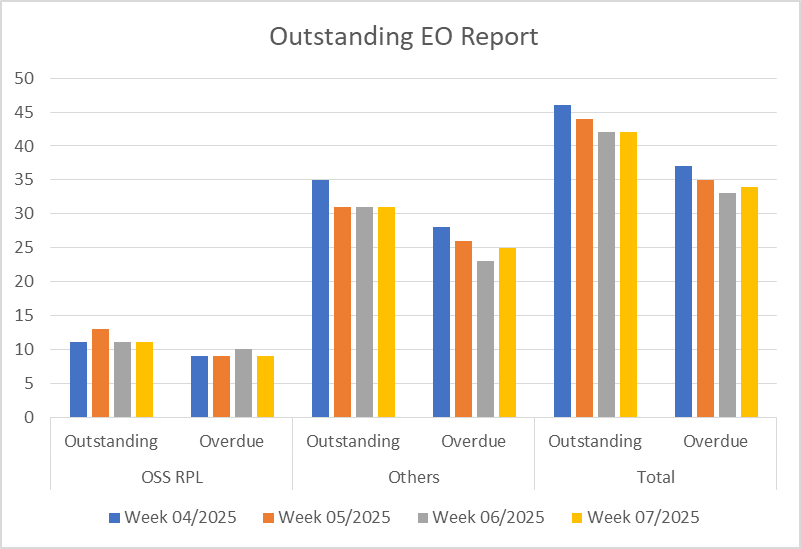 Outstanding EO Report
50
45
40
35
30
25
20
15
10
5
0
Outstanding Overdue Outstanding Overdue Outstanding Overdue
OSS RPL Others Total
Week 04/2025 Week 05/2025 Week 06/2025 Week 07/2025